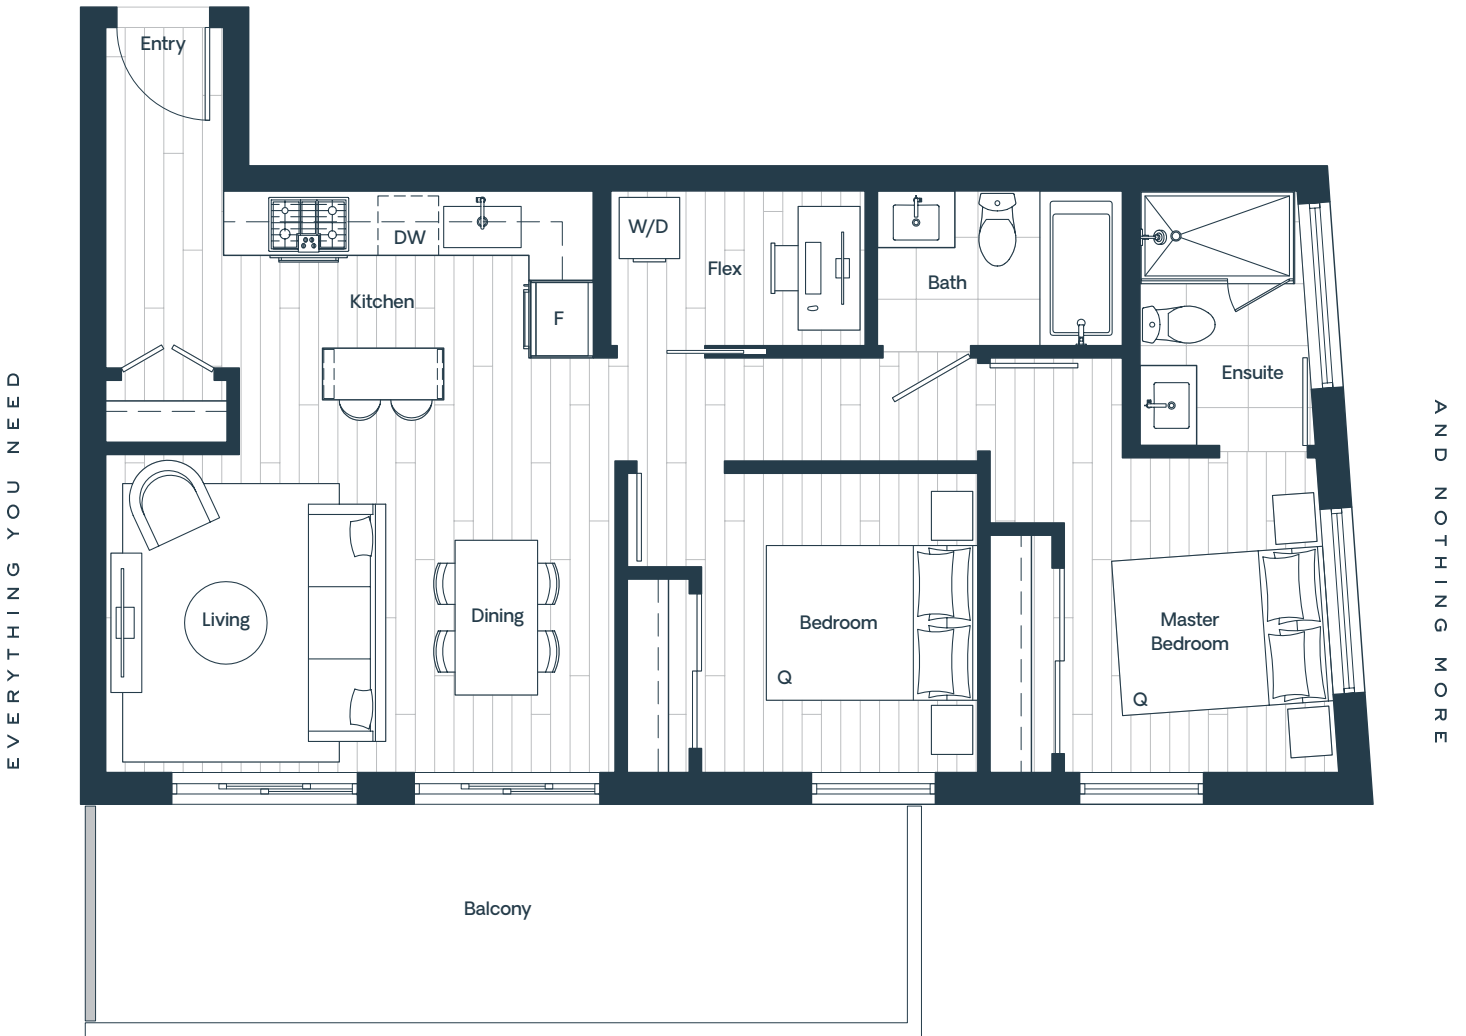 Entry
DW
W/D
Flex
Bath
Kitchen
F
Ensuite
Living
Dining
Bedroom
Q
Master
Bedroom
Q
Balcony
EVERYTHING YOU NEED
AND NOTHING MORE